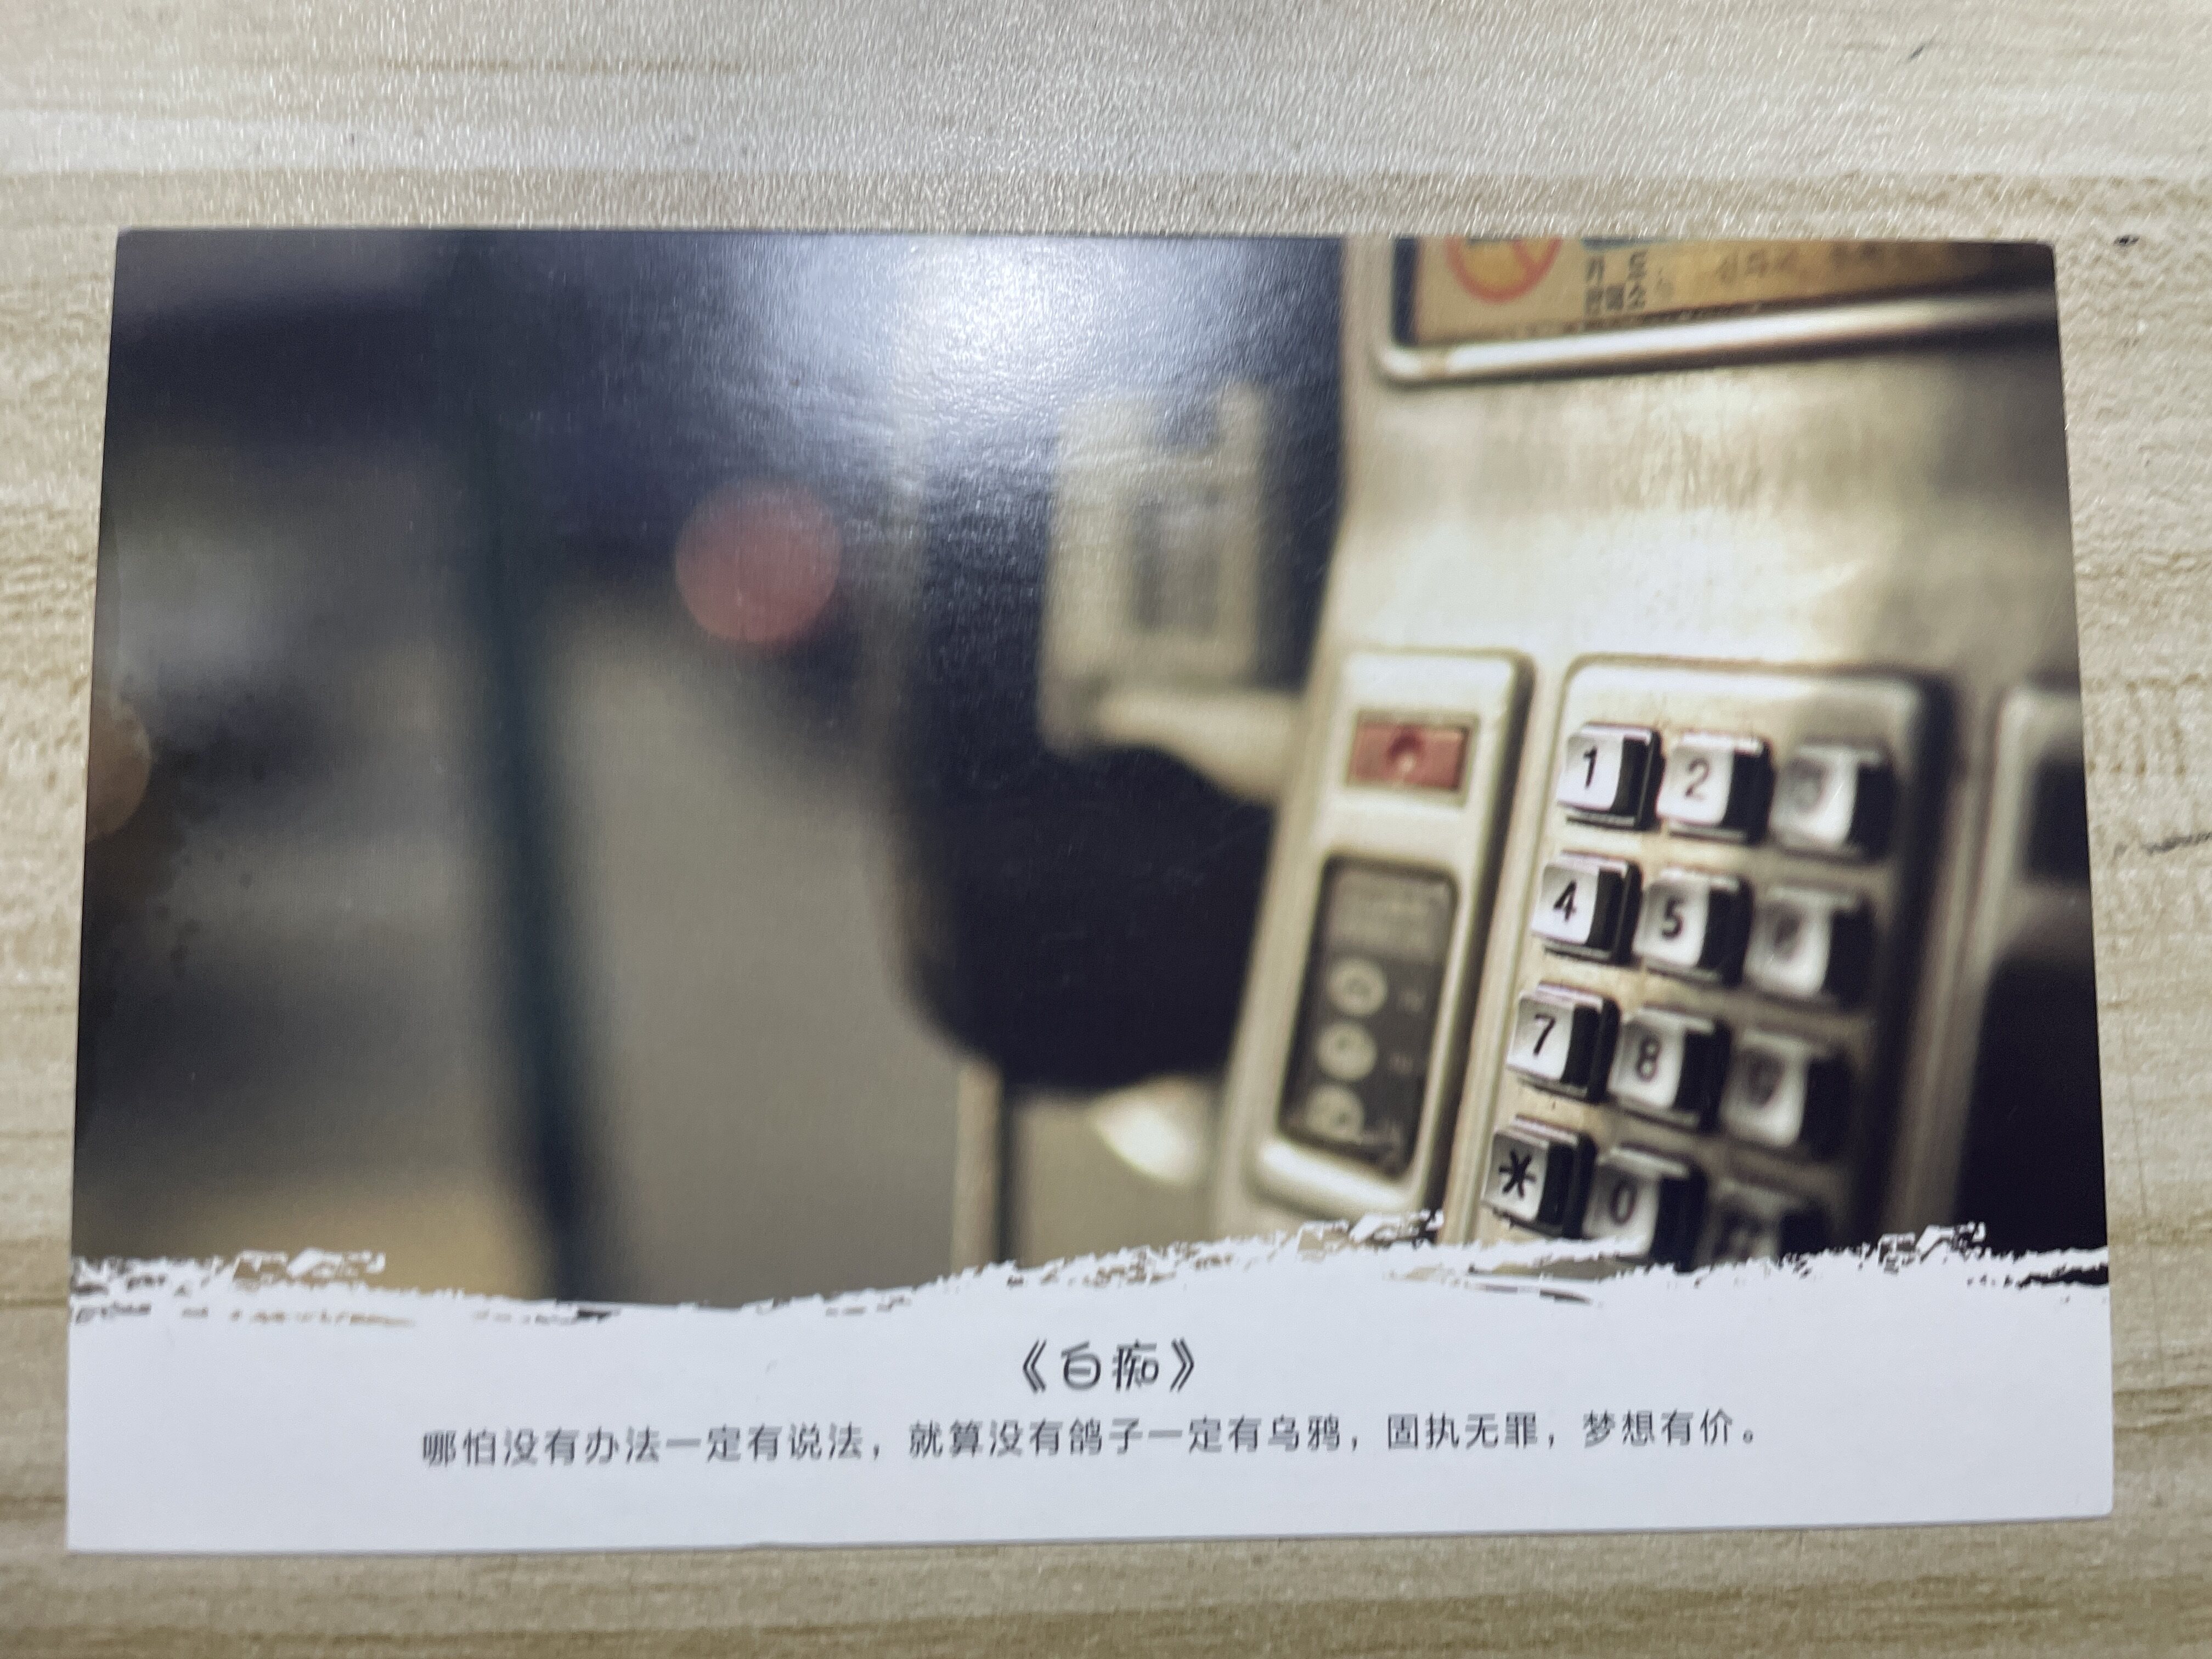 1 2
4 5
7 8
* 0
《白痴》
哪怕没有办法一定有说法，就算没有鸽子一定有乌鸦，固执无罪，梦想有价。